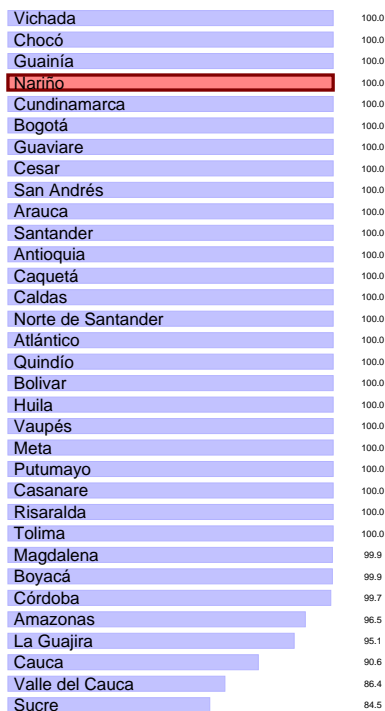 Vichada 100.0
Chocó 100.0
Guainía 100.0
Nariño 100.0
Cundinamarca 100.0
Bogotá 100.0
Guaviare 100.0
Cesar 100.0
San Andrés 100.0
Arauca 100.0
Santander 100.0
Antioquia 100.0
Caquetá 100.0
Caldas 100.0
Norte de Santander 100.0
Atlántico 100.0
Quindío 100.0
Bolivar 100.0
Huila 100.0
Vaupés 100.0
Meta 100.0
Putumayo 100.0
Casanare 100.0
Risaralda 100.0
Tolima 100.0
Magdalena 99.9
Boyacá 99.9
Córdoba 99.7
Amazonas 96.5
La Guajira 95.1
Cauca 90.6
Valle del Cauca 86.4
Sucre 84.5